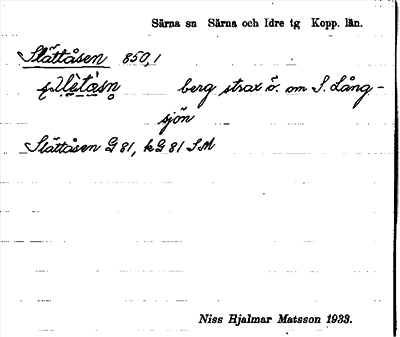 Särna sn Särna och Idre tg Kopp. län.
Slättåsen 850,1
berg strax ö. om S. Lång-
sjön
Slättåsen G 81, kG 81 SM
Niss Hjalmar Matsson 1933.